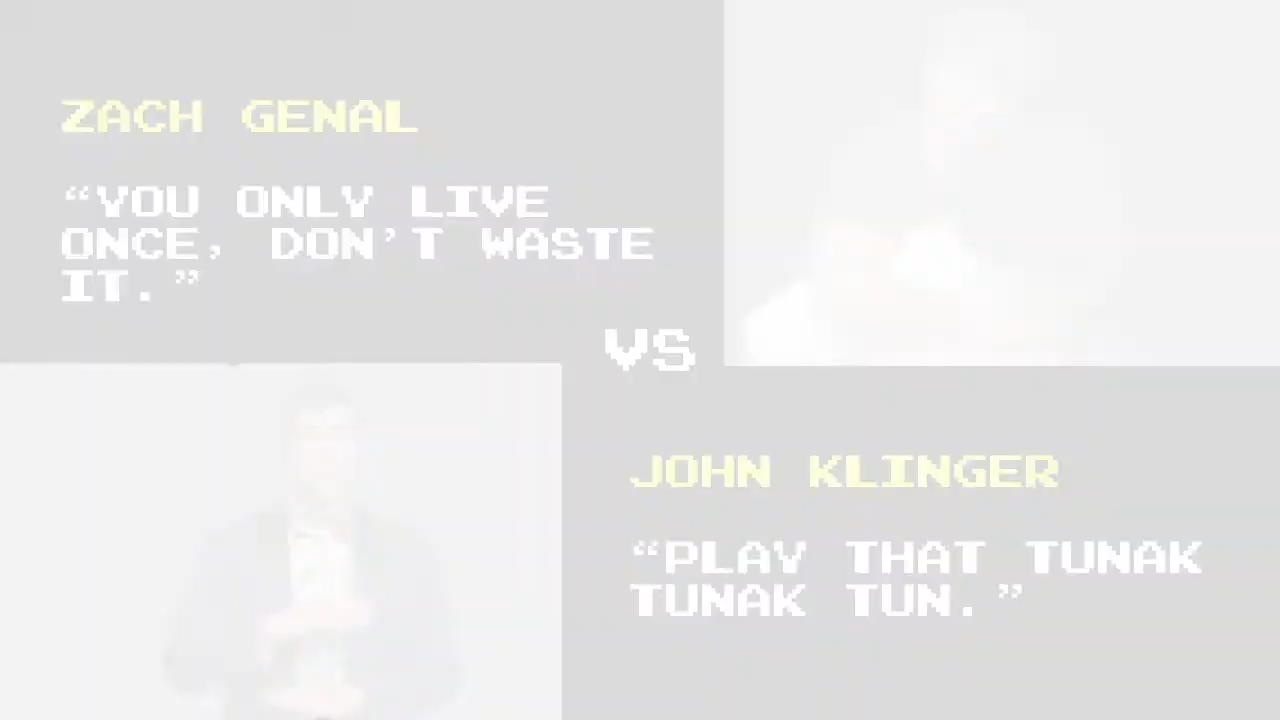 ZACH GENAL
“YOU ONLY LIVE
ONCE, DON’T WASTE
IT.”
VS
JOHN KLINGER
“PLAY THAT TUNAK
TUNAK TUN.”